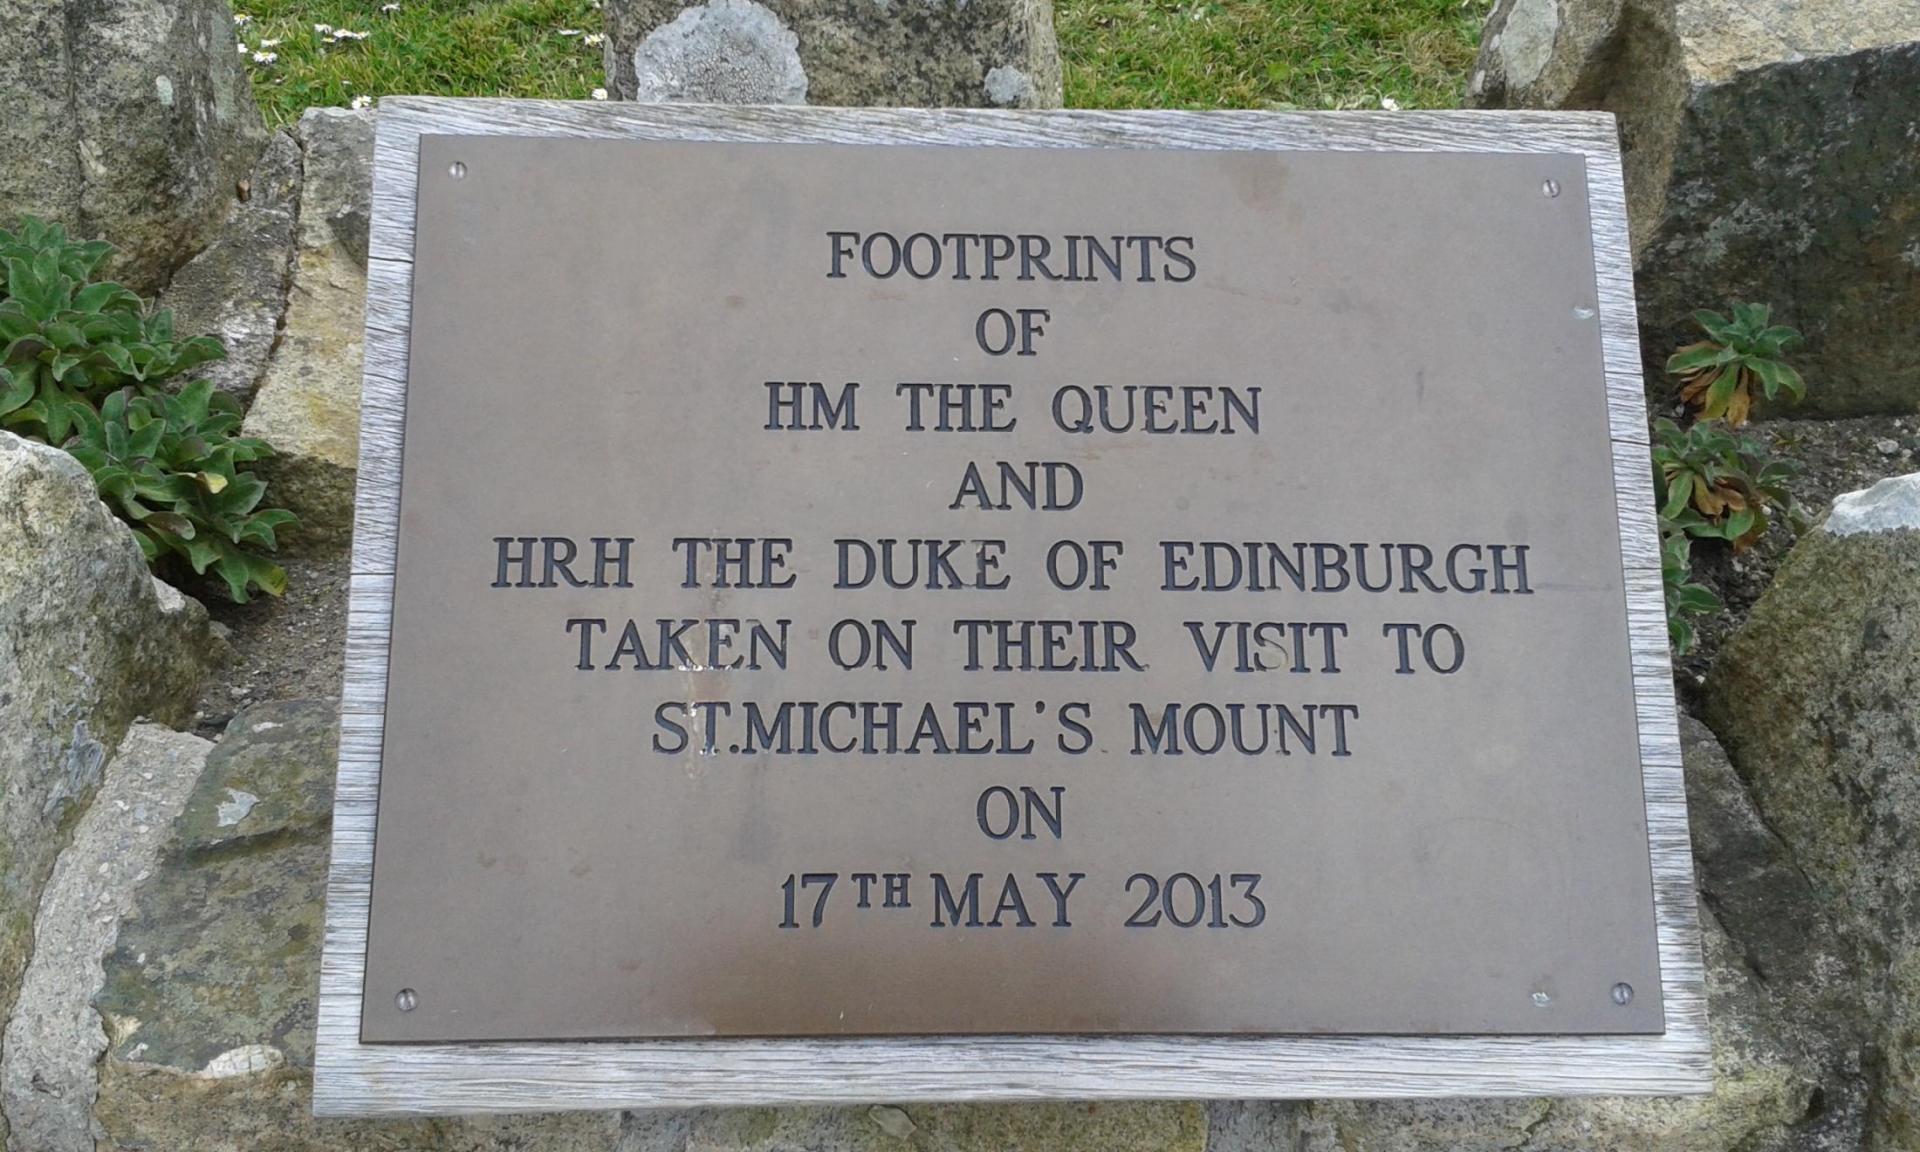 FOOTPRINTS
OF
HM THE QUEEN
AND
HRH THE DUKE OF EDINBURGH
TAKEN ON THEIR VISIT TO
ST.MICHAEL'S MOUNT
ON
17TH MAY 2013